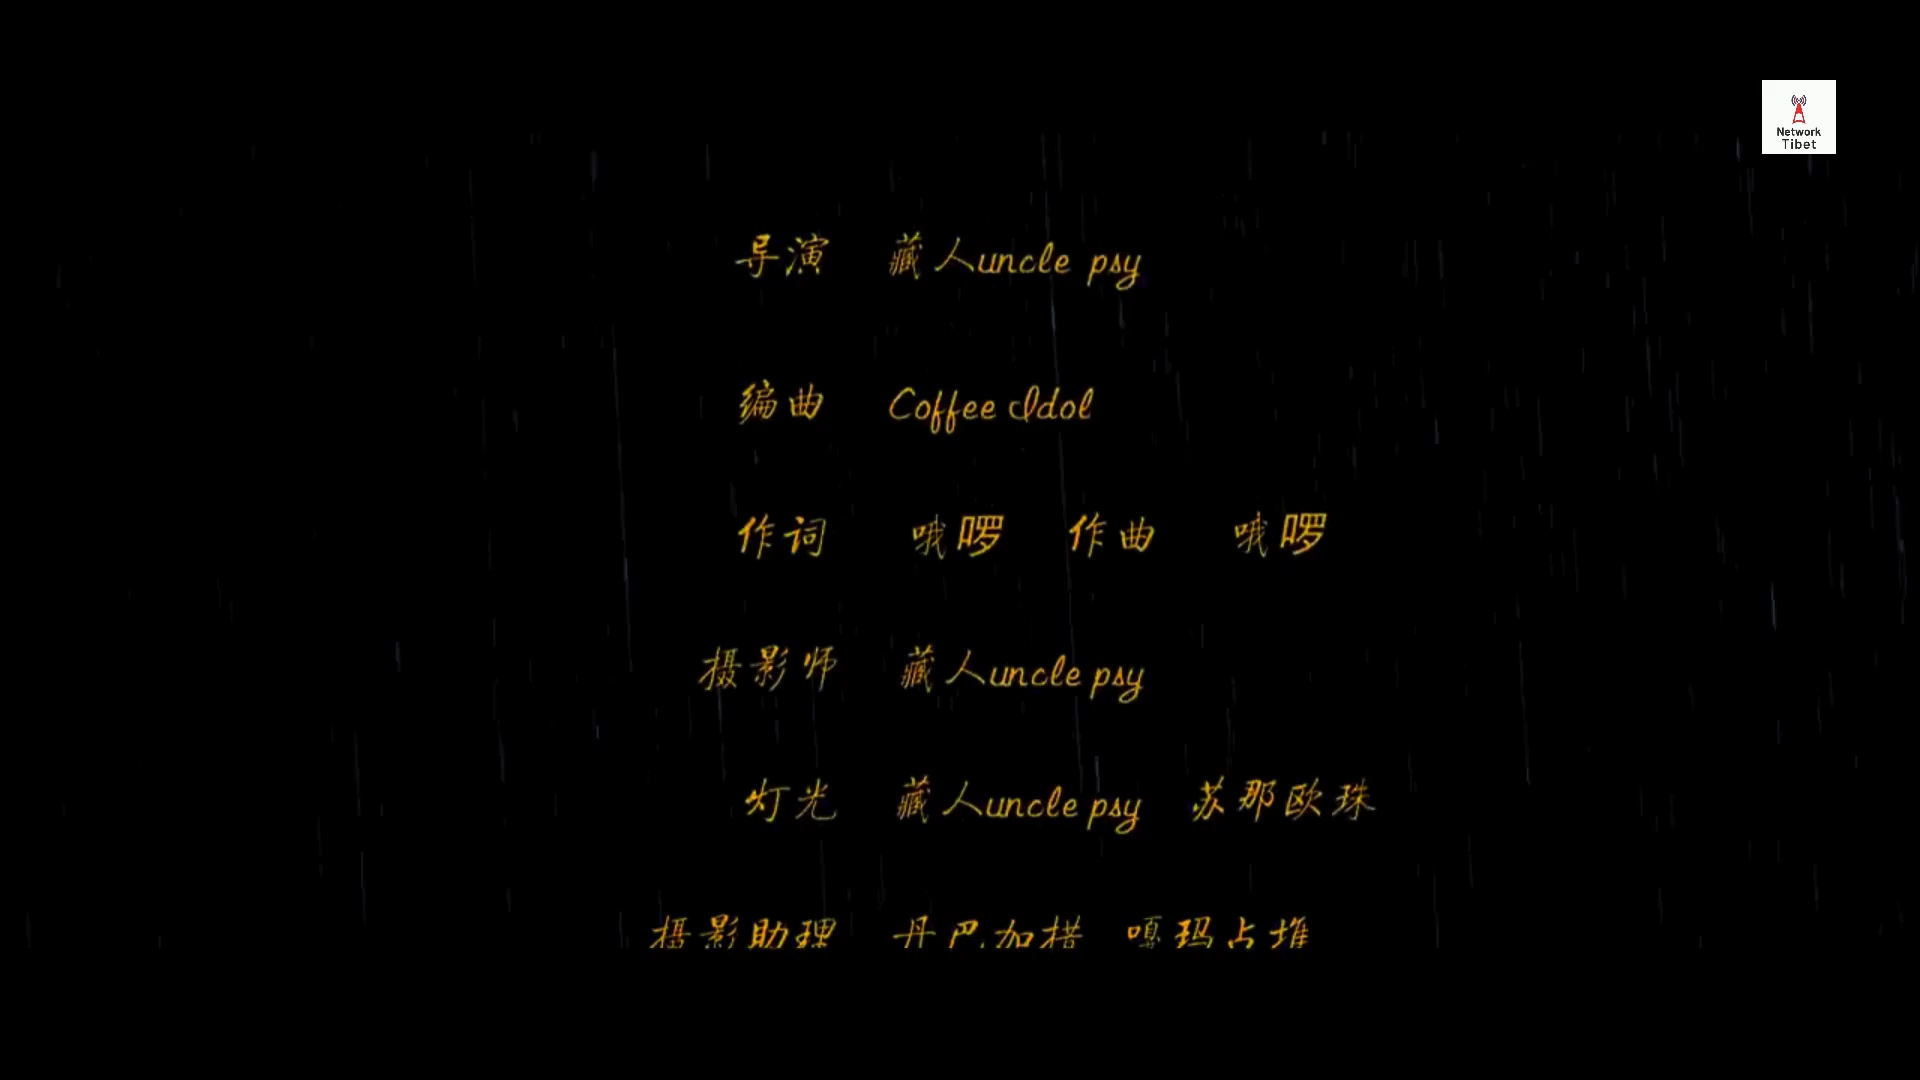 Network
Tibet
导演 藏人uncle psy
编曲 Coffee Idol
作词 哦啰 作曲 哦啰
摄影师 藏人uncle psy
灯光 藏人uncle psy 苏那欧珠
摄影助理 丹巴加措 嘎玛占堆